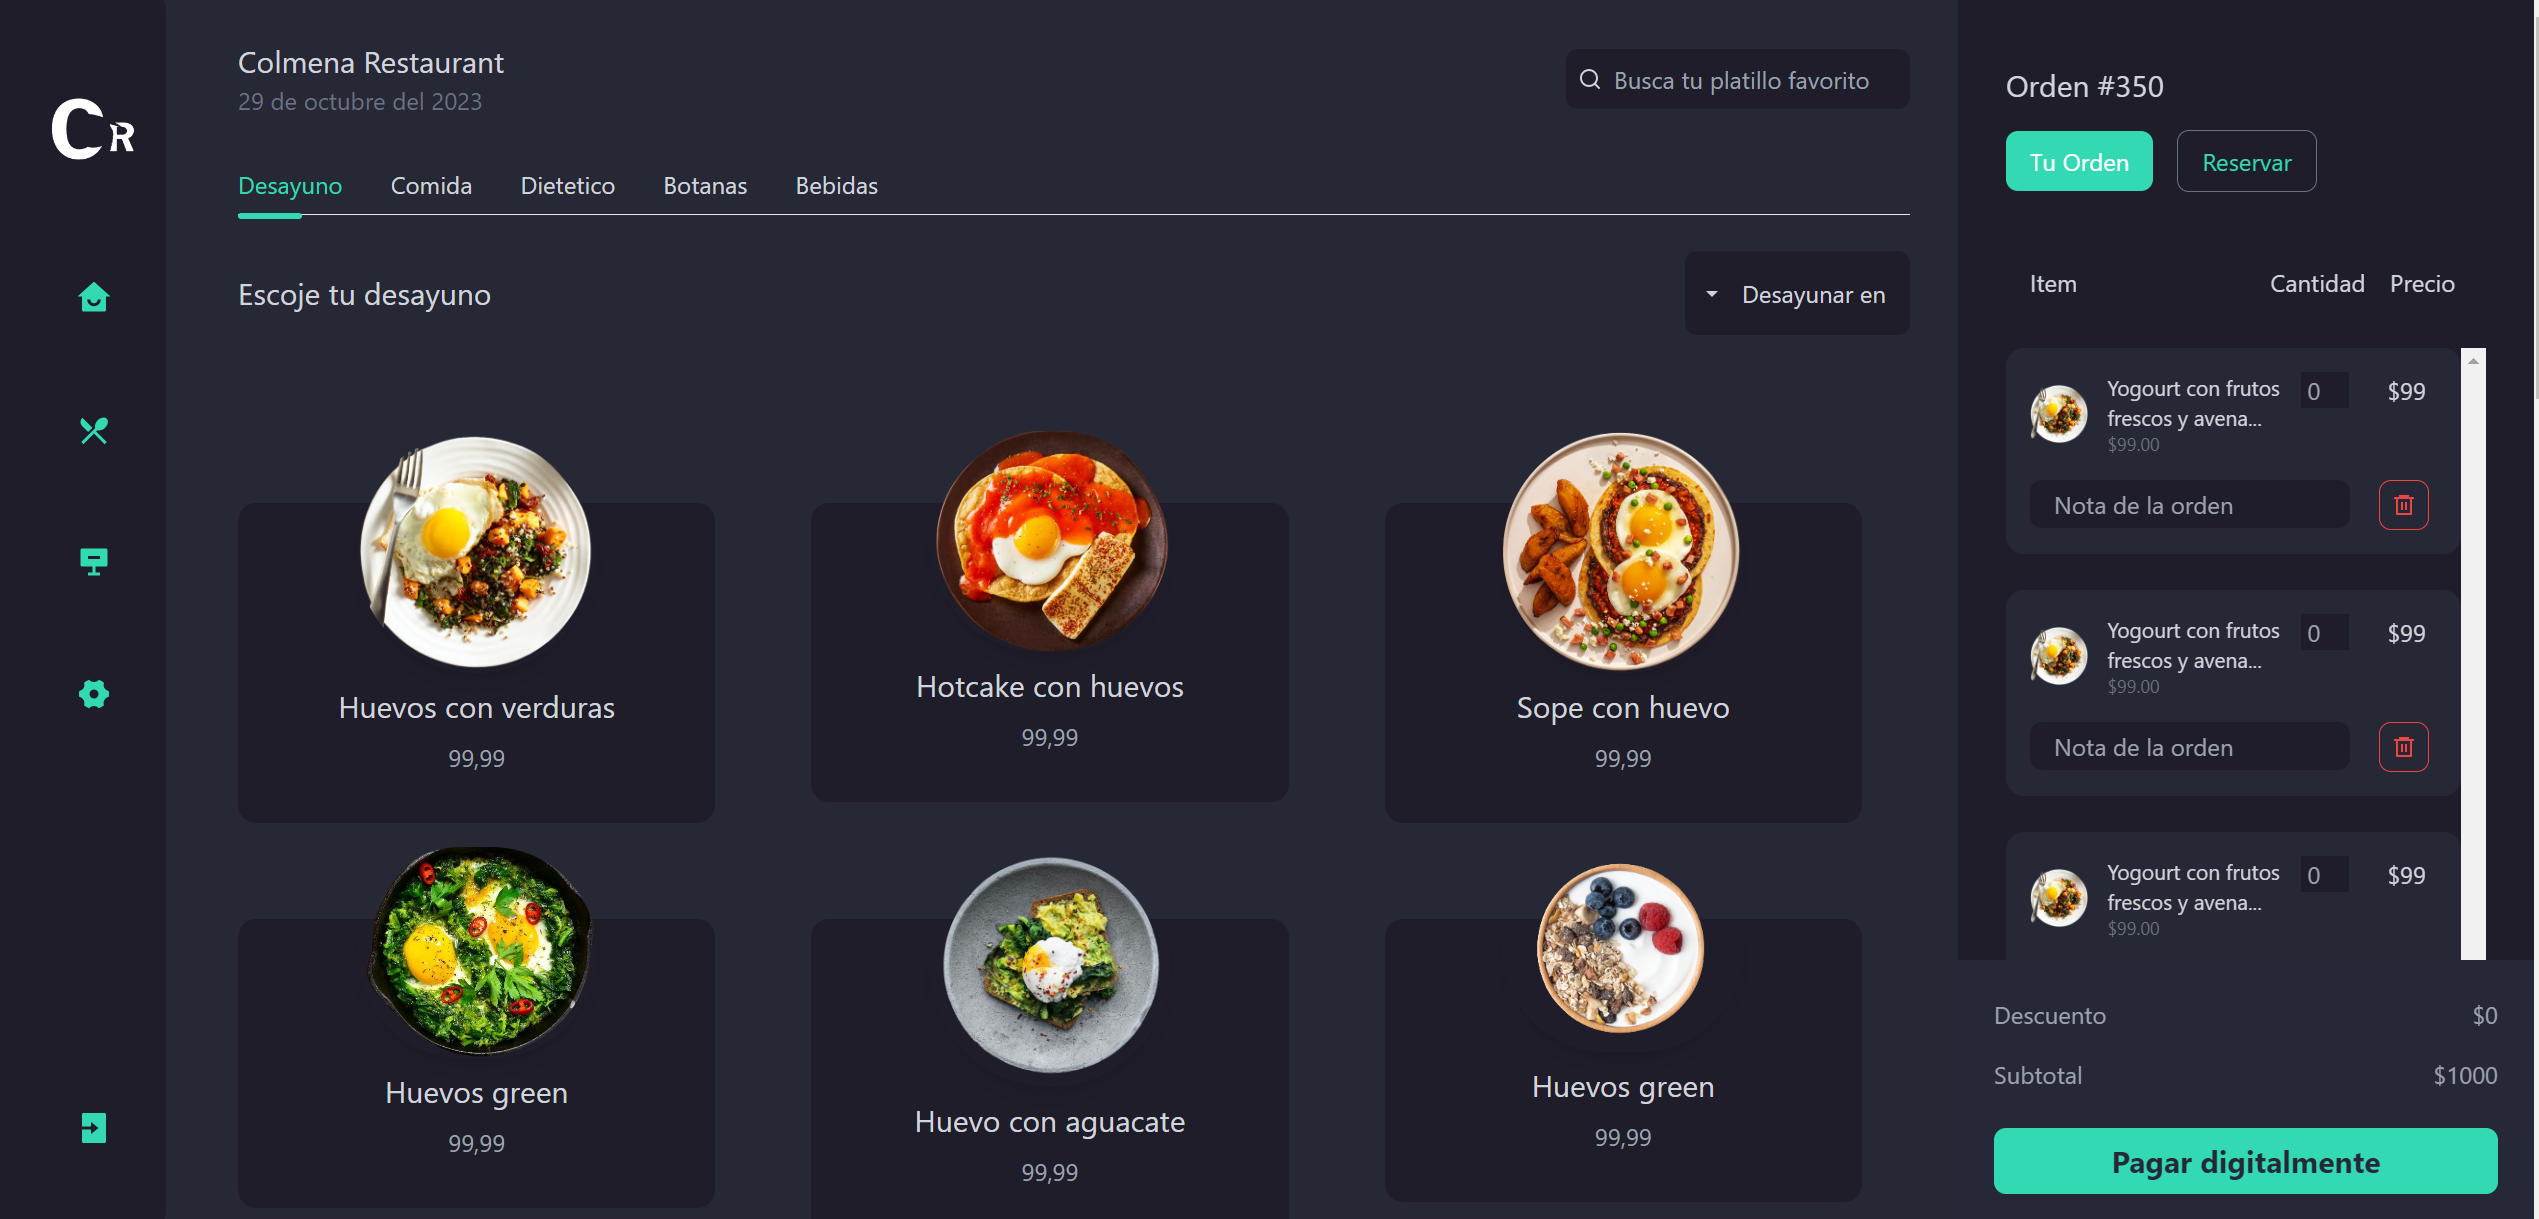 CR
Colmena Restaurant
29 de octubre del 2023
Busca tu platillo favorito
Desayuno
Comida
Dietetico
Botanas
Bebidas
Escoje tu desayuno
Desayunar en
Huevos con verduras
99,99
Hotcake con huevos
99,99
Sope con huevo
99,99
Huevos green
99,99
Huevo con aguacate
99,99
Huevos green
99,99
Orden #350
Tu Orden
Reservar
Item
Cantidad
Precio
Yogourt con frutos
frescos y avena...
$99.00
0
$99
Nota de la orden
Yogourt con frutos
frescos y avena...
$99.00
0
$99
Nota de la orden
Yogourt con frutos
frescos y avena...
$99.00
0
$99
Descuento
$0
Subtotal
$1000
Pagar digitalmente